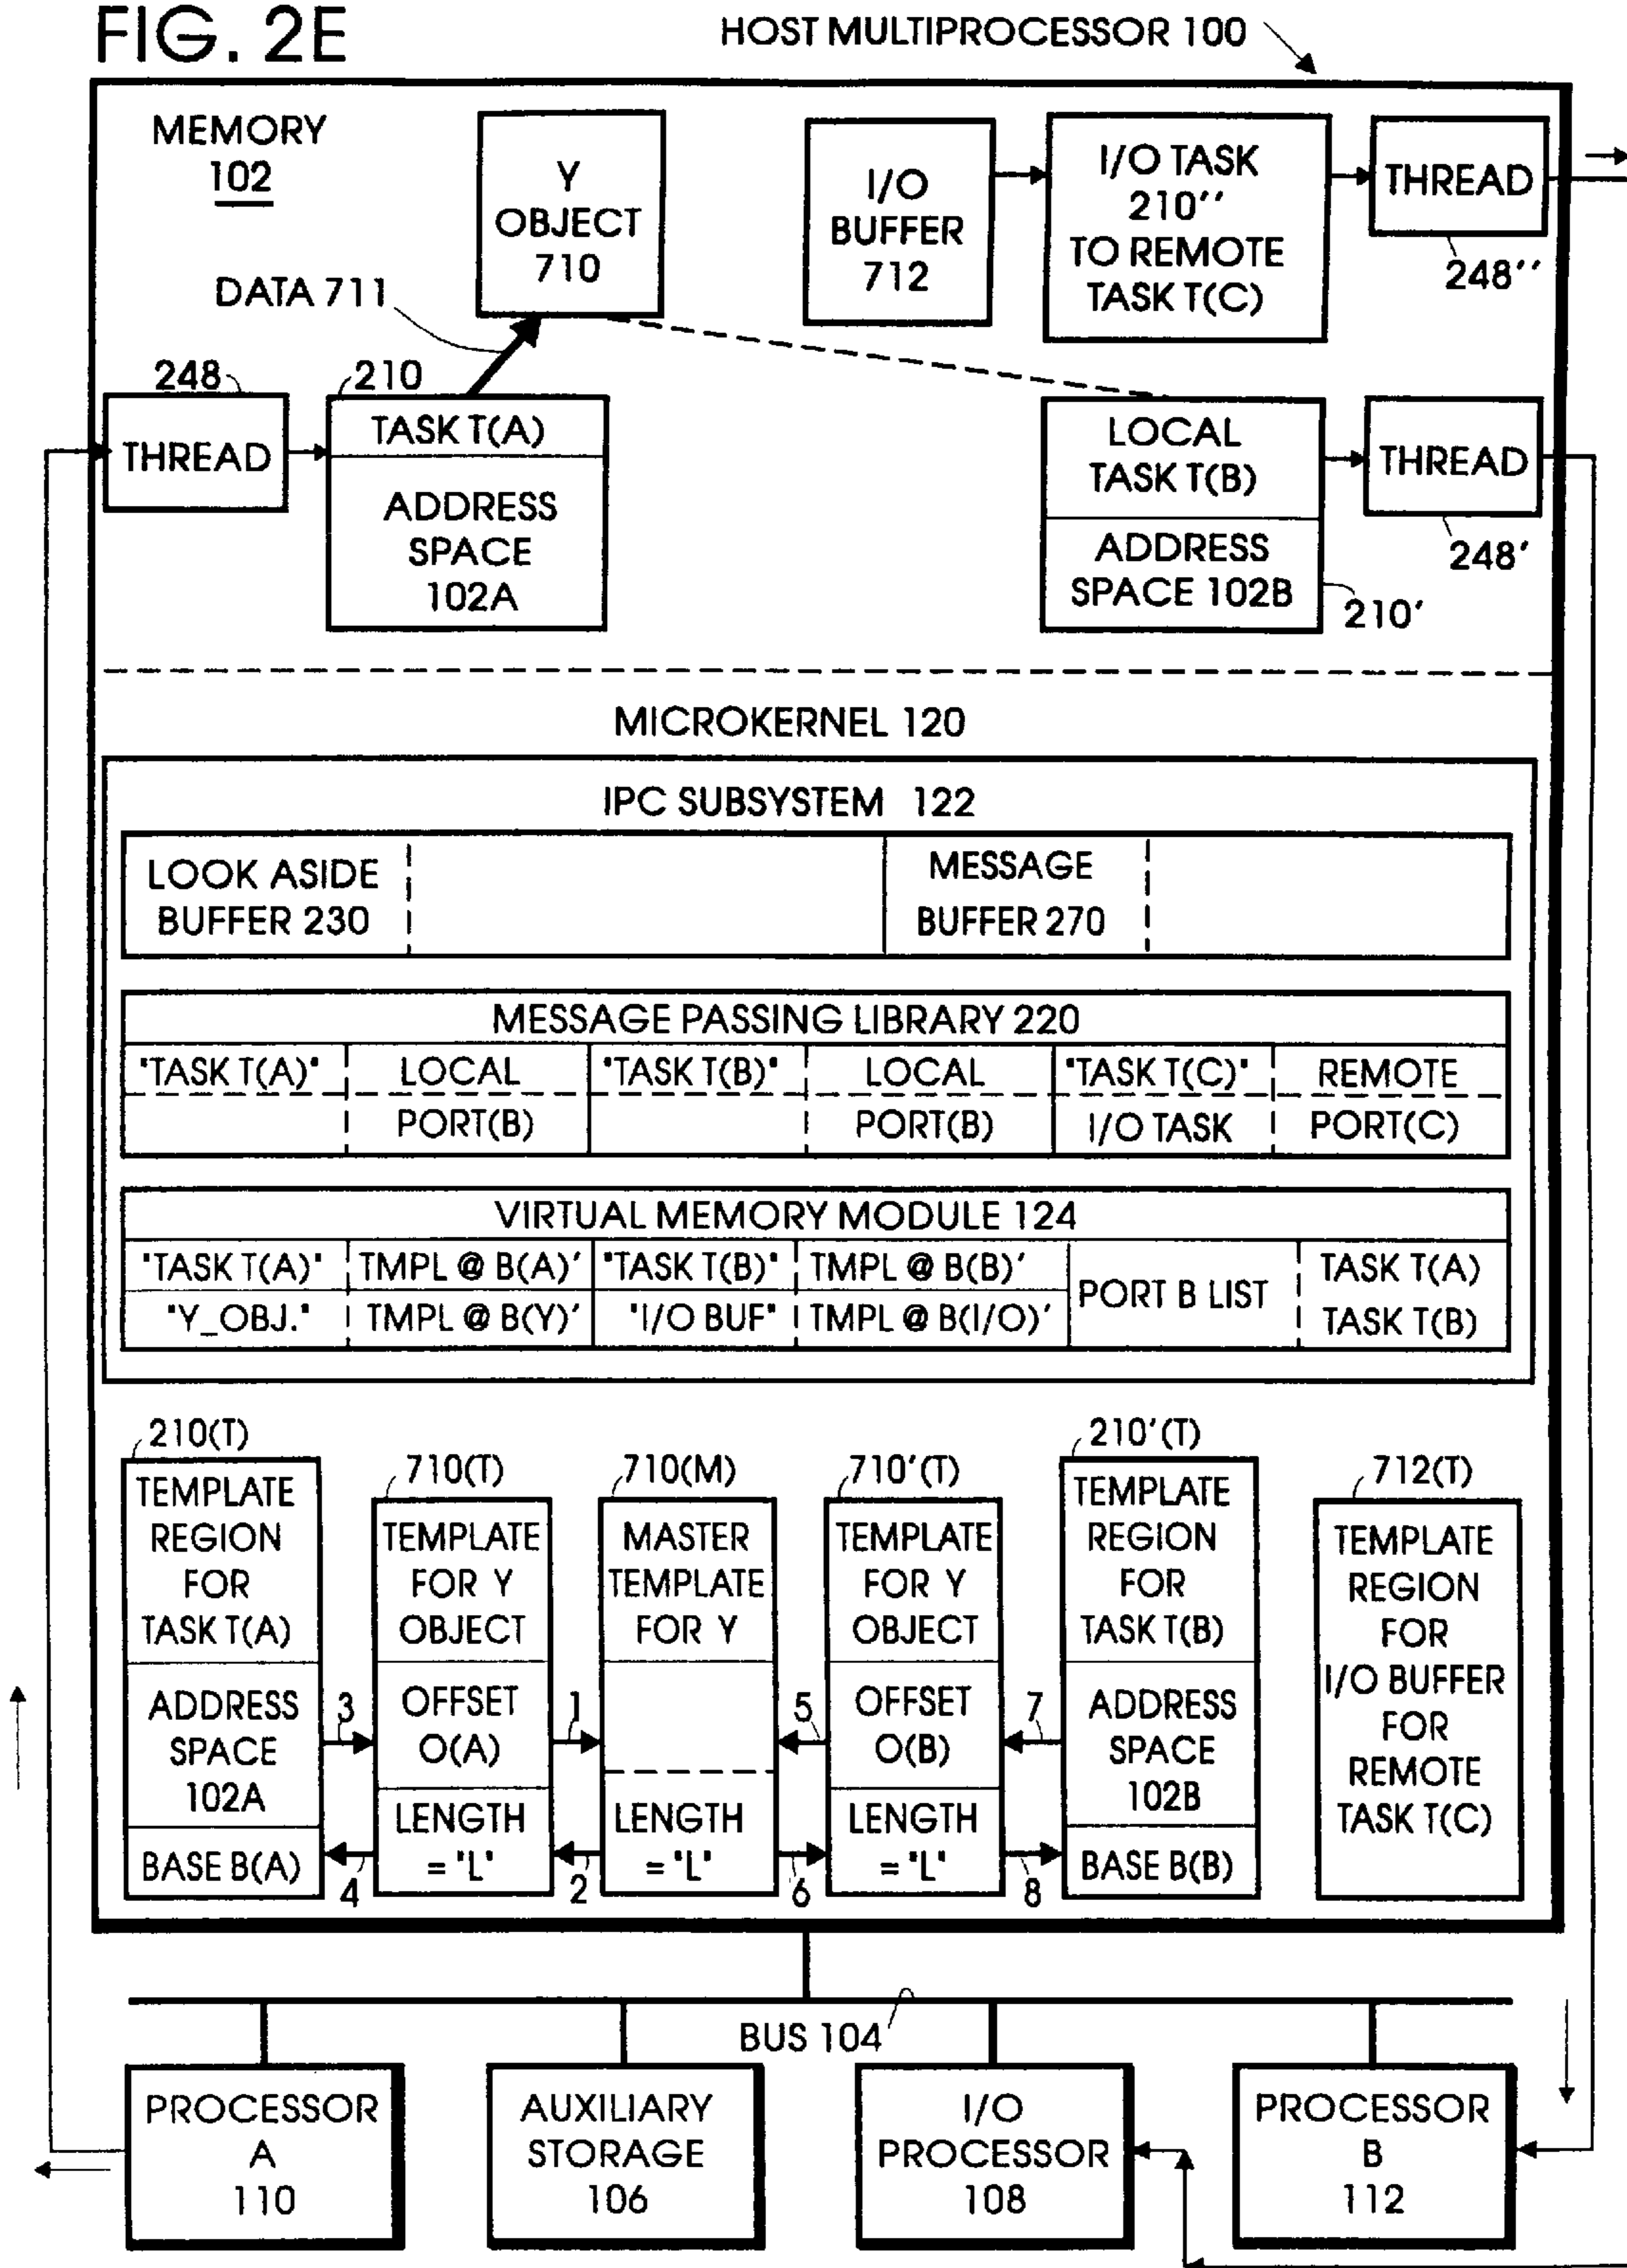 FIG. 2E
HOST MULTIPROCESSOR 100
MEMORY
102
Y
OBJECT
710
I/O
BUFFER
712
I/O TASK
210''
TO REMOTE
TASK T(C)
THREAD
248''
DATA 711
248
THREAD
210
TASK T(A)
ADDRESS
SPACE
102A
LOCAL
TASK T(B)
ADDRESS
SPACE 102B
210'
THREAD
248'
MICROKERNEL 120
IPC SUBSYSTEM 122
LOOK ASIDE
BUFFER 230
MESSAGE
BUFFER 270
MESSAGE PASSING LIBRARY 220
"TASK T(A)" LOCAL "TASK T(B)" LOCAL "TASK T(C)" REMOTE
PORT(B) PORT(B) I/O TASK PORT(C)
VIRTUAL MEMORY MODULE 124
"TASK T(A)" TMPL @ B(A)' "TASK T(B)" TMPL @ B(B)' PORT B LIST TASK T(A)
"Y_OBJ." TMPL @ B(Y)' "I/O BUF" TMPL @ B(I/O)' TASK T(B)
210(T)
TEMPLATE
REGION
FOR
TASK T(A)
ADDRESS
SPACE
102A
BASE B(A)
3
4
710(T)
TEMPLATE
FOR Y
OBJECT
OFFSET
O(A)
LENGTH
= "L"
1
2
710(M)
MASTER
TEMPLATE
FOR Y
LENGTH
= "L"
5
6
710'(T)
TEMPLATE
FOR Y
OBJECT
OFFSET
O(B)
LENGTH
= "L"
7
8
210'(T)
TEMPLATE
REGION
FOR
TASK T(B)
ADDRESS
SPACE
102B
BASE B(B)
712(T)
TEMPLATE
REGION
FOR
I/O BUFFER
FOR
REMOTE
TASK T(C)
BUS 104
PROCESSOR
A
110
AUXILIARY
STORAGE
106
I/O
PROCESSOR
108
PROCESSOR
B
112